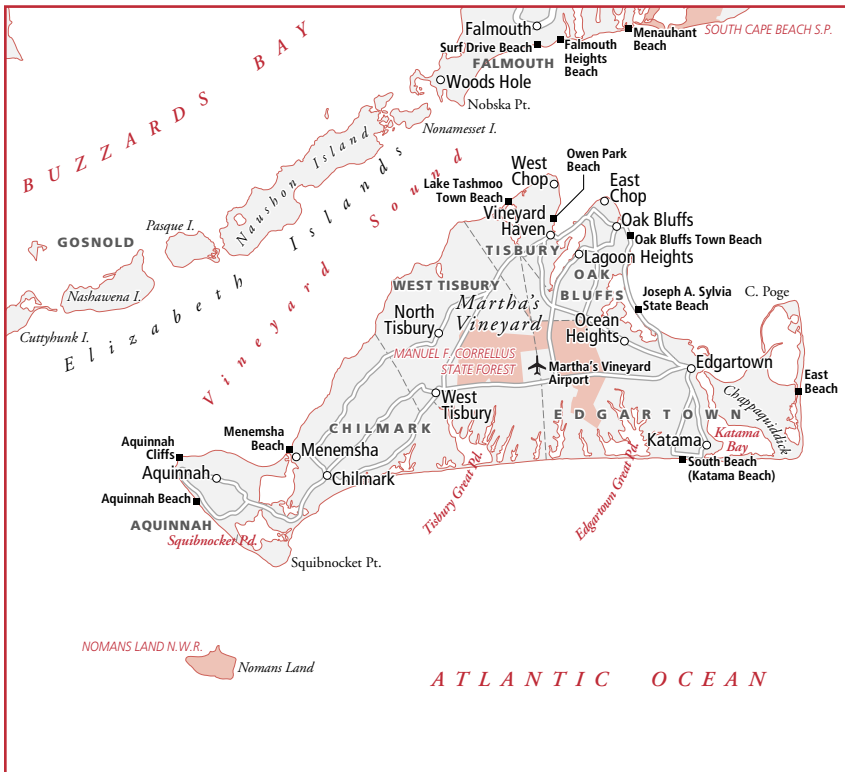 Falmouth
Menauhant
Beach
SOUTH CAPE BEACH S.P.
Surf Drive Beach
Falmouth
Heights
Beach
FALMOUTH
Woods Hole
Nobska Pt.
BUZZARDS BAY
Nonamesset I.
Naushon Island
Elizabeth Islands
Vineyard Sound
Pasque I.
GOSNOLD
Nashawena I.
Cuttyhunk I.
Owen Park
Beach
West
Chop
East
Chop
Lake Tashmoo
Town Beach
Vineyard
Haven
Oak Bluffs
Oak Bluffs Town Beach
TISBURY
Lagoon Heights
OAK
BLUFFS
WEST TISBURY
Martha's
Vineyard
Joseph A. Sylvia
State Beach
C. Poge
North
Tisbury
Ocean
Heights
MANUEL F. CORRELLUS
STATE FOREST
Martha's Vineyard
Airport
Edgartown
East
Beach
Chappaquiddick
West
Tisbury
EDGARTOWN
CHILMARK
Katama
Katama
Bay
Menemsha
Beach
Menemsha
Aquinnah
Cliffs
Aquinnah
Chilmark
South Beach
(Katama Beach)
Tisbury Great Pd.
Edgartown Great Pd.
Aquinnah Beach
AQUINNAH
Squibnocker Pd.
Squibnocket Pt.
NOMANS LAND N.W.R.
Nomans Land
ATLANTIC OCEAN